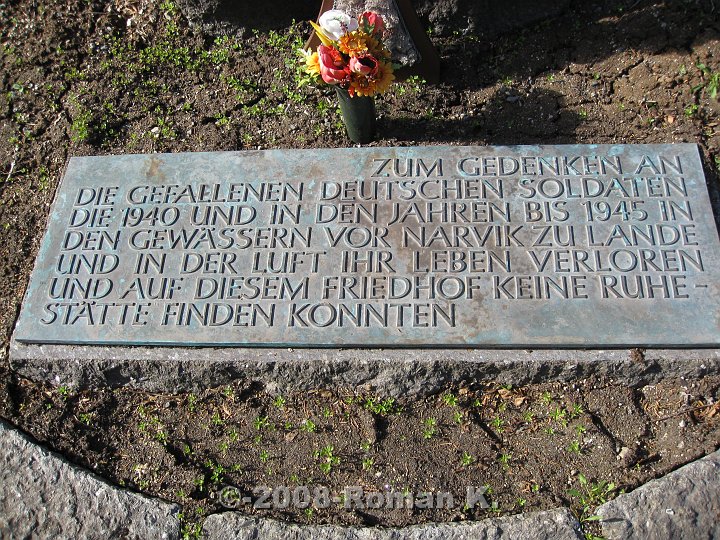 ZUM GEDENKEN AN
DIE GEFALLENEN DEUTSCHEN SOLDATEN
DIE 1940 UND IN DEN JAHREN BIS 1945 IN
DEN GEWÄSSERN VOR NARVIK ZU LANDE
UND IN DER LUFT IHR LEBEN VERLOREN
UND AUF DIESEM FRIEDHOF KEINE RUHE-
STÄTTE FINDEN KONNTEN
©-2008-Roman K.